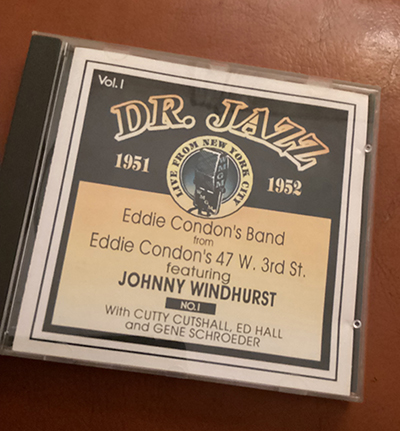 Vol. I
DR. JAZZ
1951
1952
LIVE FROM NEW YORK CITY
Eddie Condon's Band
from
Eddie Condon's 47 W. 3rd St.
featuring
JOHNNY WINDHURST
NO. I
With CUTTY CUTSHALL, ED HALL
and GENE SCHROEDER